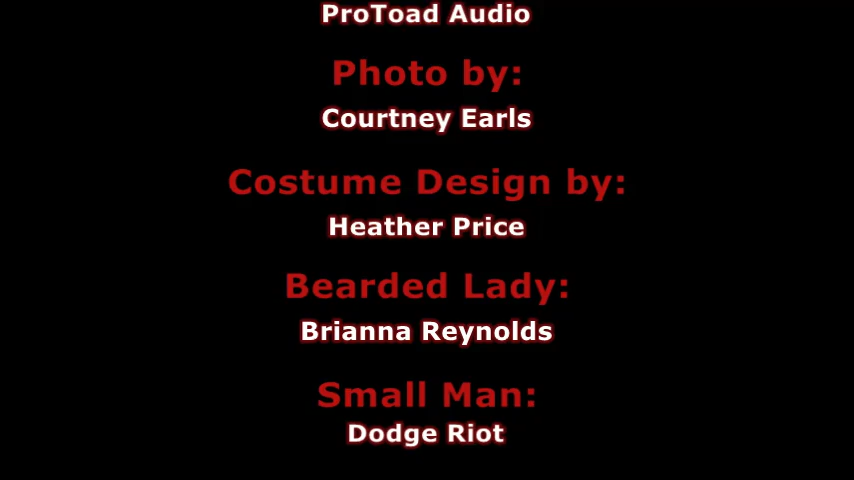 ProToad Audio
Photo by:
Courtney Earls
Costume Design by:
Heather Price
Bearded Lady:
Brianna Reynolds
Small Man:
Dodge Riot